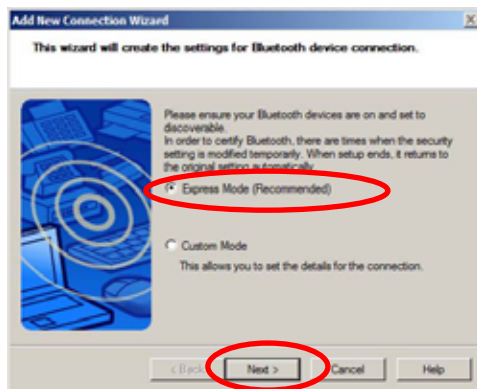 Add New Connection Wizard
This wizard will create the settings for Bluetooth device connection.
Please ensure your Bluetooth devices are on and set to
discoverable.
In order to certify Bluetooth, there are times when the security
setting is modified temporarily. When setup ends, it returns to
the original setting automatically.
Express Mode (Recommended)
Custom Mode
This allows you to set the details for the connection.
< Back
Next >
Cancel
Help